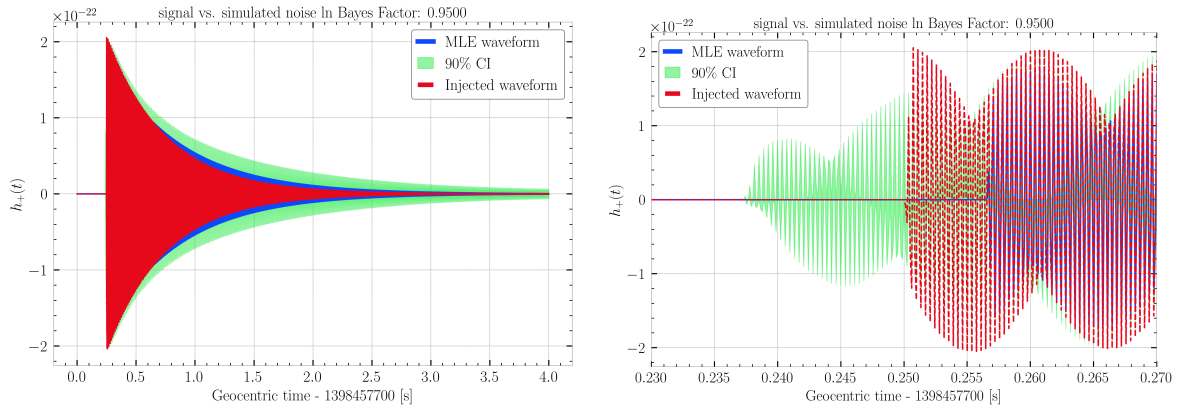 signal vs. simulated noise ln Bayes Factor: 0.9500
×10−22
2
1
0
−1
−2
h+(t)
MLE waveform
90% CI
Injected waveform
0.0 0.5 1.0 1.5 2.0 2.5 3.0 3.5 4.0
Geocentric time - 1398457700 [s]
signal vs. simulated noise ln Bayes Factor: 0.9500
×10−22
2
1
0
−1
−2
h+(t)
MLE waveform
90% CI
Injected waveform
0.230 0.235 0.240 0.245 0.250 0.255 0.260 0.265 0.270
Geocentric time - 1398457700 [s]